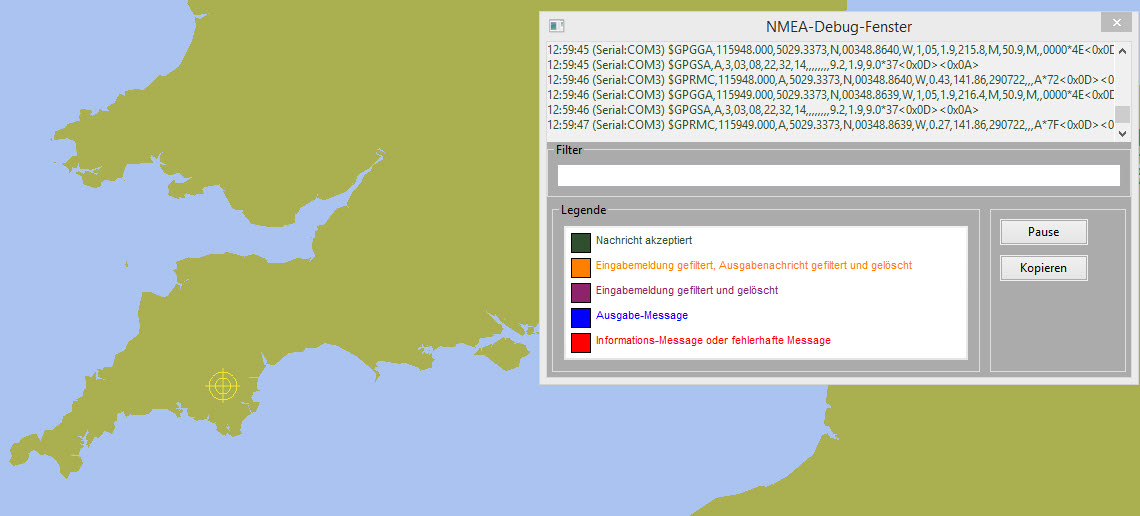 NMEA-Debug-Fenster
12:59:45 (Serial:COM3) $GPGGA,115948.000,5029.3373,N,00348.8640,W,1,05,1.9,215.8,M,50.9,M,,0000*4E<0x0D
12:59:45 (Serial:COM3) $GPGSA,A,3,03,08,22,32,14,,,,,,,,9.2,1.9,9.0*37<0x0D><0x0A>
12:59:46 (Serial:COM3) $GPRMC,115948.000,A,5029.3373,N,00348.8640,W,0.43,141.86,290722,,,A*72<0x0D><0
12:59:46 (Serial:COM3) $GPGGA,115949.000,5029.3373,N,00348.8639,W,1,05,1.9,216.4,M,50.9,M,,0000*4E<0x0D
12:59:46 (Serial:COM3) $GPGSA,A,3,03,08,22,32,14,,,,,,,,9.2,1.9,9.0*37<0x0D><0x0A>
12:59:47 (Serial:COM3) $GPRMC,115949.000,A,5029.3373,N,00348.8639,W,0.27,141.86,290722,,,A*7F<0x0D><0
Filter
Legende
Nachricht akzeptiert
Eingabemeldung gefiltert, Ausgabenachricht gefiltert und gelöscht
Eingabemeldung gefiltert und gelöscht
Ausgabe-Message
Informations-Message oder fehlerhafte Message
Pause
Kopieren